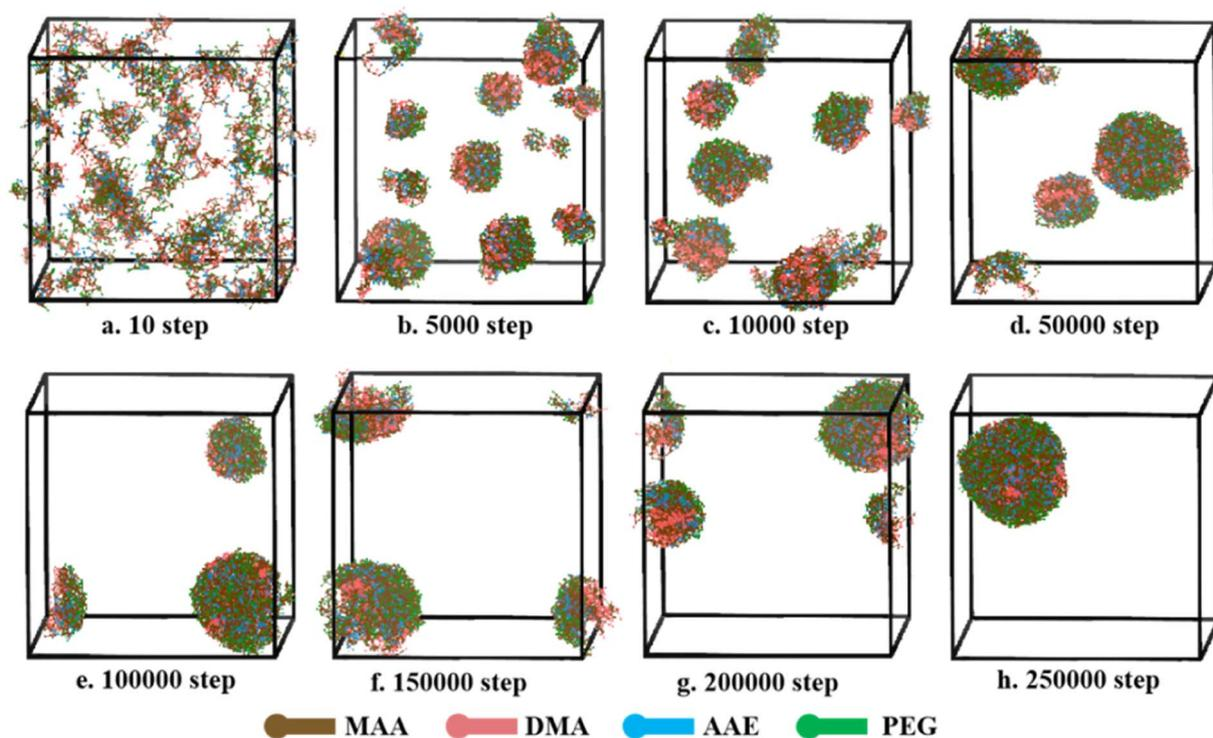 a. 10 step
b. 5000 step
c. 10000 step
d. 50000 step
e. 100000 step
f. 150000 step
g. 200000 step
h. 250000 step
MAA
DMA
AAE
PEG